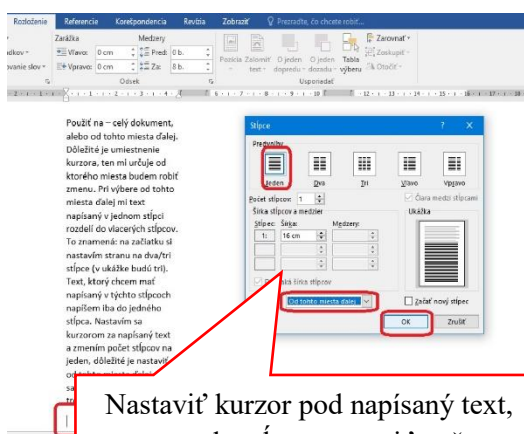 Rozloženie Referencie Korešpondencia Revízia Zobraziť Prezraďte, čo chcete robiť...
Zarážka Medzery Zarovnať
Vľavo: 0 cm Pred: 0 b. Zoskupiť
Vpravo: 0 cm Za: 8 b. Pozícia Zalomiť text O jeden dopredu O jeden dozadu Tabla výberu Otočiť
Odsek Usporiadať
Použiť na – celý dokument,
alebo od tohto miesta ďalej.
Dôležité je umiestnenie
kurzora, ten mi určuje od
ktorého miesta budem robiť
zmenu. Pri výbere od tohto
miesta ďalej mi text
napísaný v jednom stĺpci
rozdelí do viacerých stĺpcov.
To znamená: na začiatku si
nastavím stranu na dva/tri
stĺpce (v ukážke budú tri).
Text, ktorý chcem mať
napísaný v týchto stĺpcoch
napíšem iba do jedného
stĺpca. Nastavím sa
kurzorom za napísaný text
a zmením počet stĺpcov na
jeden, dôležité je nastaviť
Stĺpce ? X
Predvoľby
Jeden Dva Tri Vľavo Vpravo
Počet stĺpcov: 1 Čiara medzi stĺpcami
Šírka stĺpcov a medzier Ukážka
Stĺpec: Šírka: Medzery:
1: 16 cm
šírka stĺpcov
Od tohto miesta ďalej Začať nový stĺpec
OK Zrušiť
Nastaviť kurzor pod napísaný text,